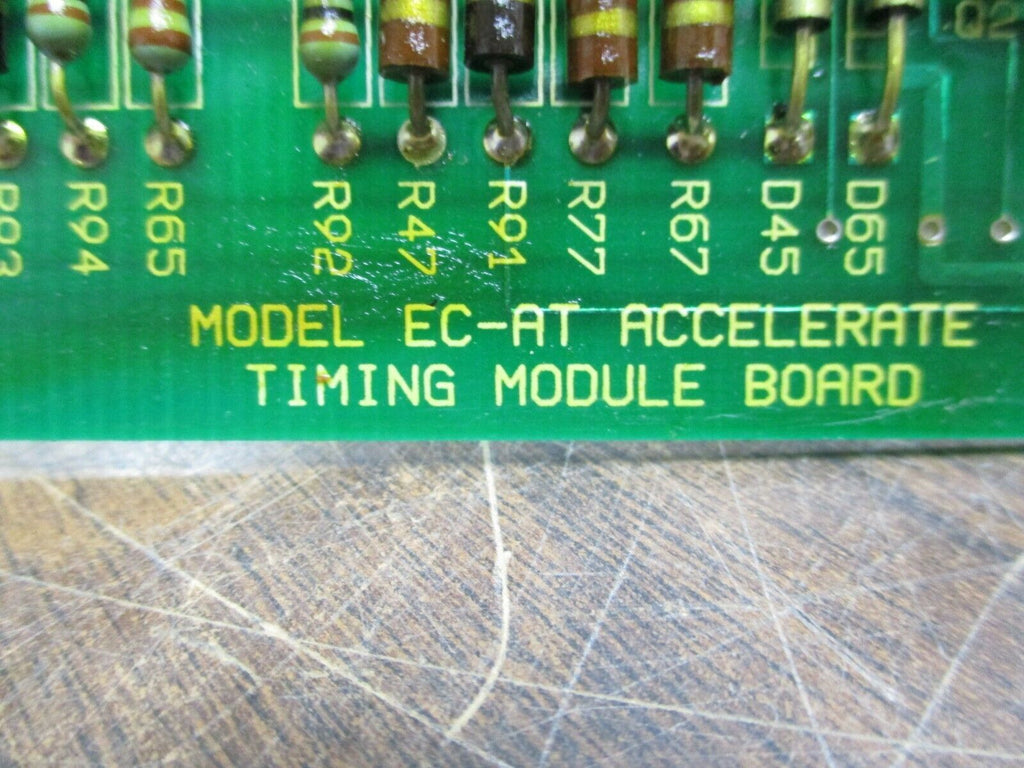 Q2
R93
R94
R65
R92
R47
R91
R77
R67
D45
D65
MODEL EC-AT ACCELERATE
TIMING MODULE BOARD